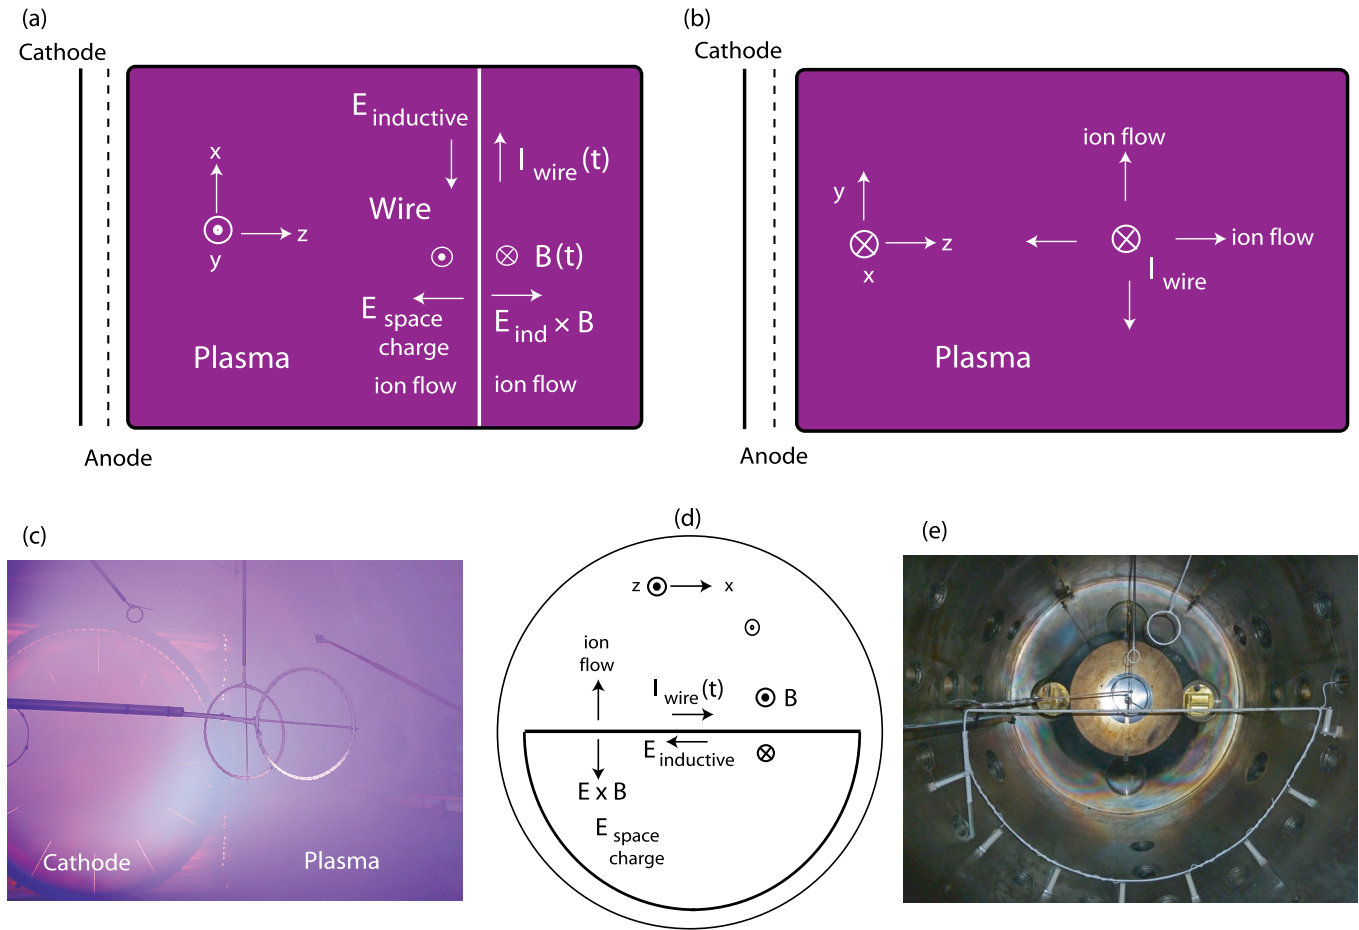 (a)
Cathode
E inductive
I wire (t)
x
Wire
z
y
B(t)
E space charge
E ind × B
Plasma
ion flow
ion flow
Anode
(b)
Cathode
ion flow
y
z
ion flow
x
I wire
Plasma
Anode
(c)
Cathode
Plasma
(d)
z
x
ion
flow
I wire (t)
B
E inductive
E x B
E space
charge
(e)